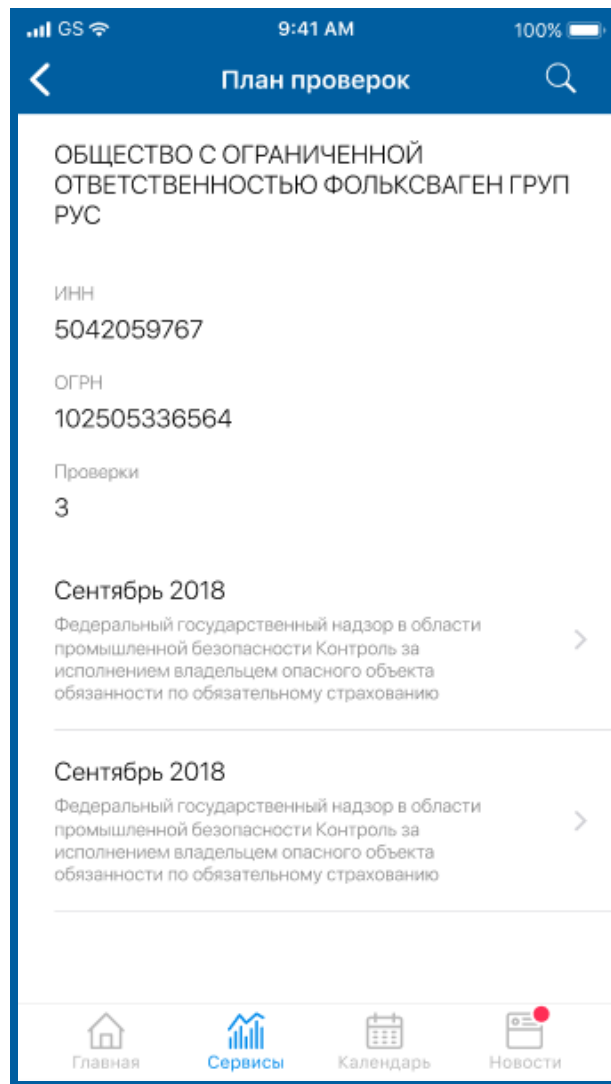 GS 9:41 AM 100%
План проверок
ОБЩЕСТВО С ОГРАНИЧЕННОЙ
ОТВЕТСТВЕННОСТЬЮ ФОЛЬКСВАГЕН ГРУП
РУС
ИНН
5042059767
ОГРН
102505336564
Проверки
3
Сентябрь 2018
Федеральный государственный надзор в области
промышленной безопасности Контроль за
исполнением владельцем опасного объекта
обязанности по обязательному страхованию
Сентябрь 2018
Федеральный государственный надзор в области
промышленной безопасности Контроль за
исполнением владельцем опасного объекта
обязанности по обязательному страхованию
Главная Сервисы Календарь Новости